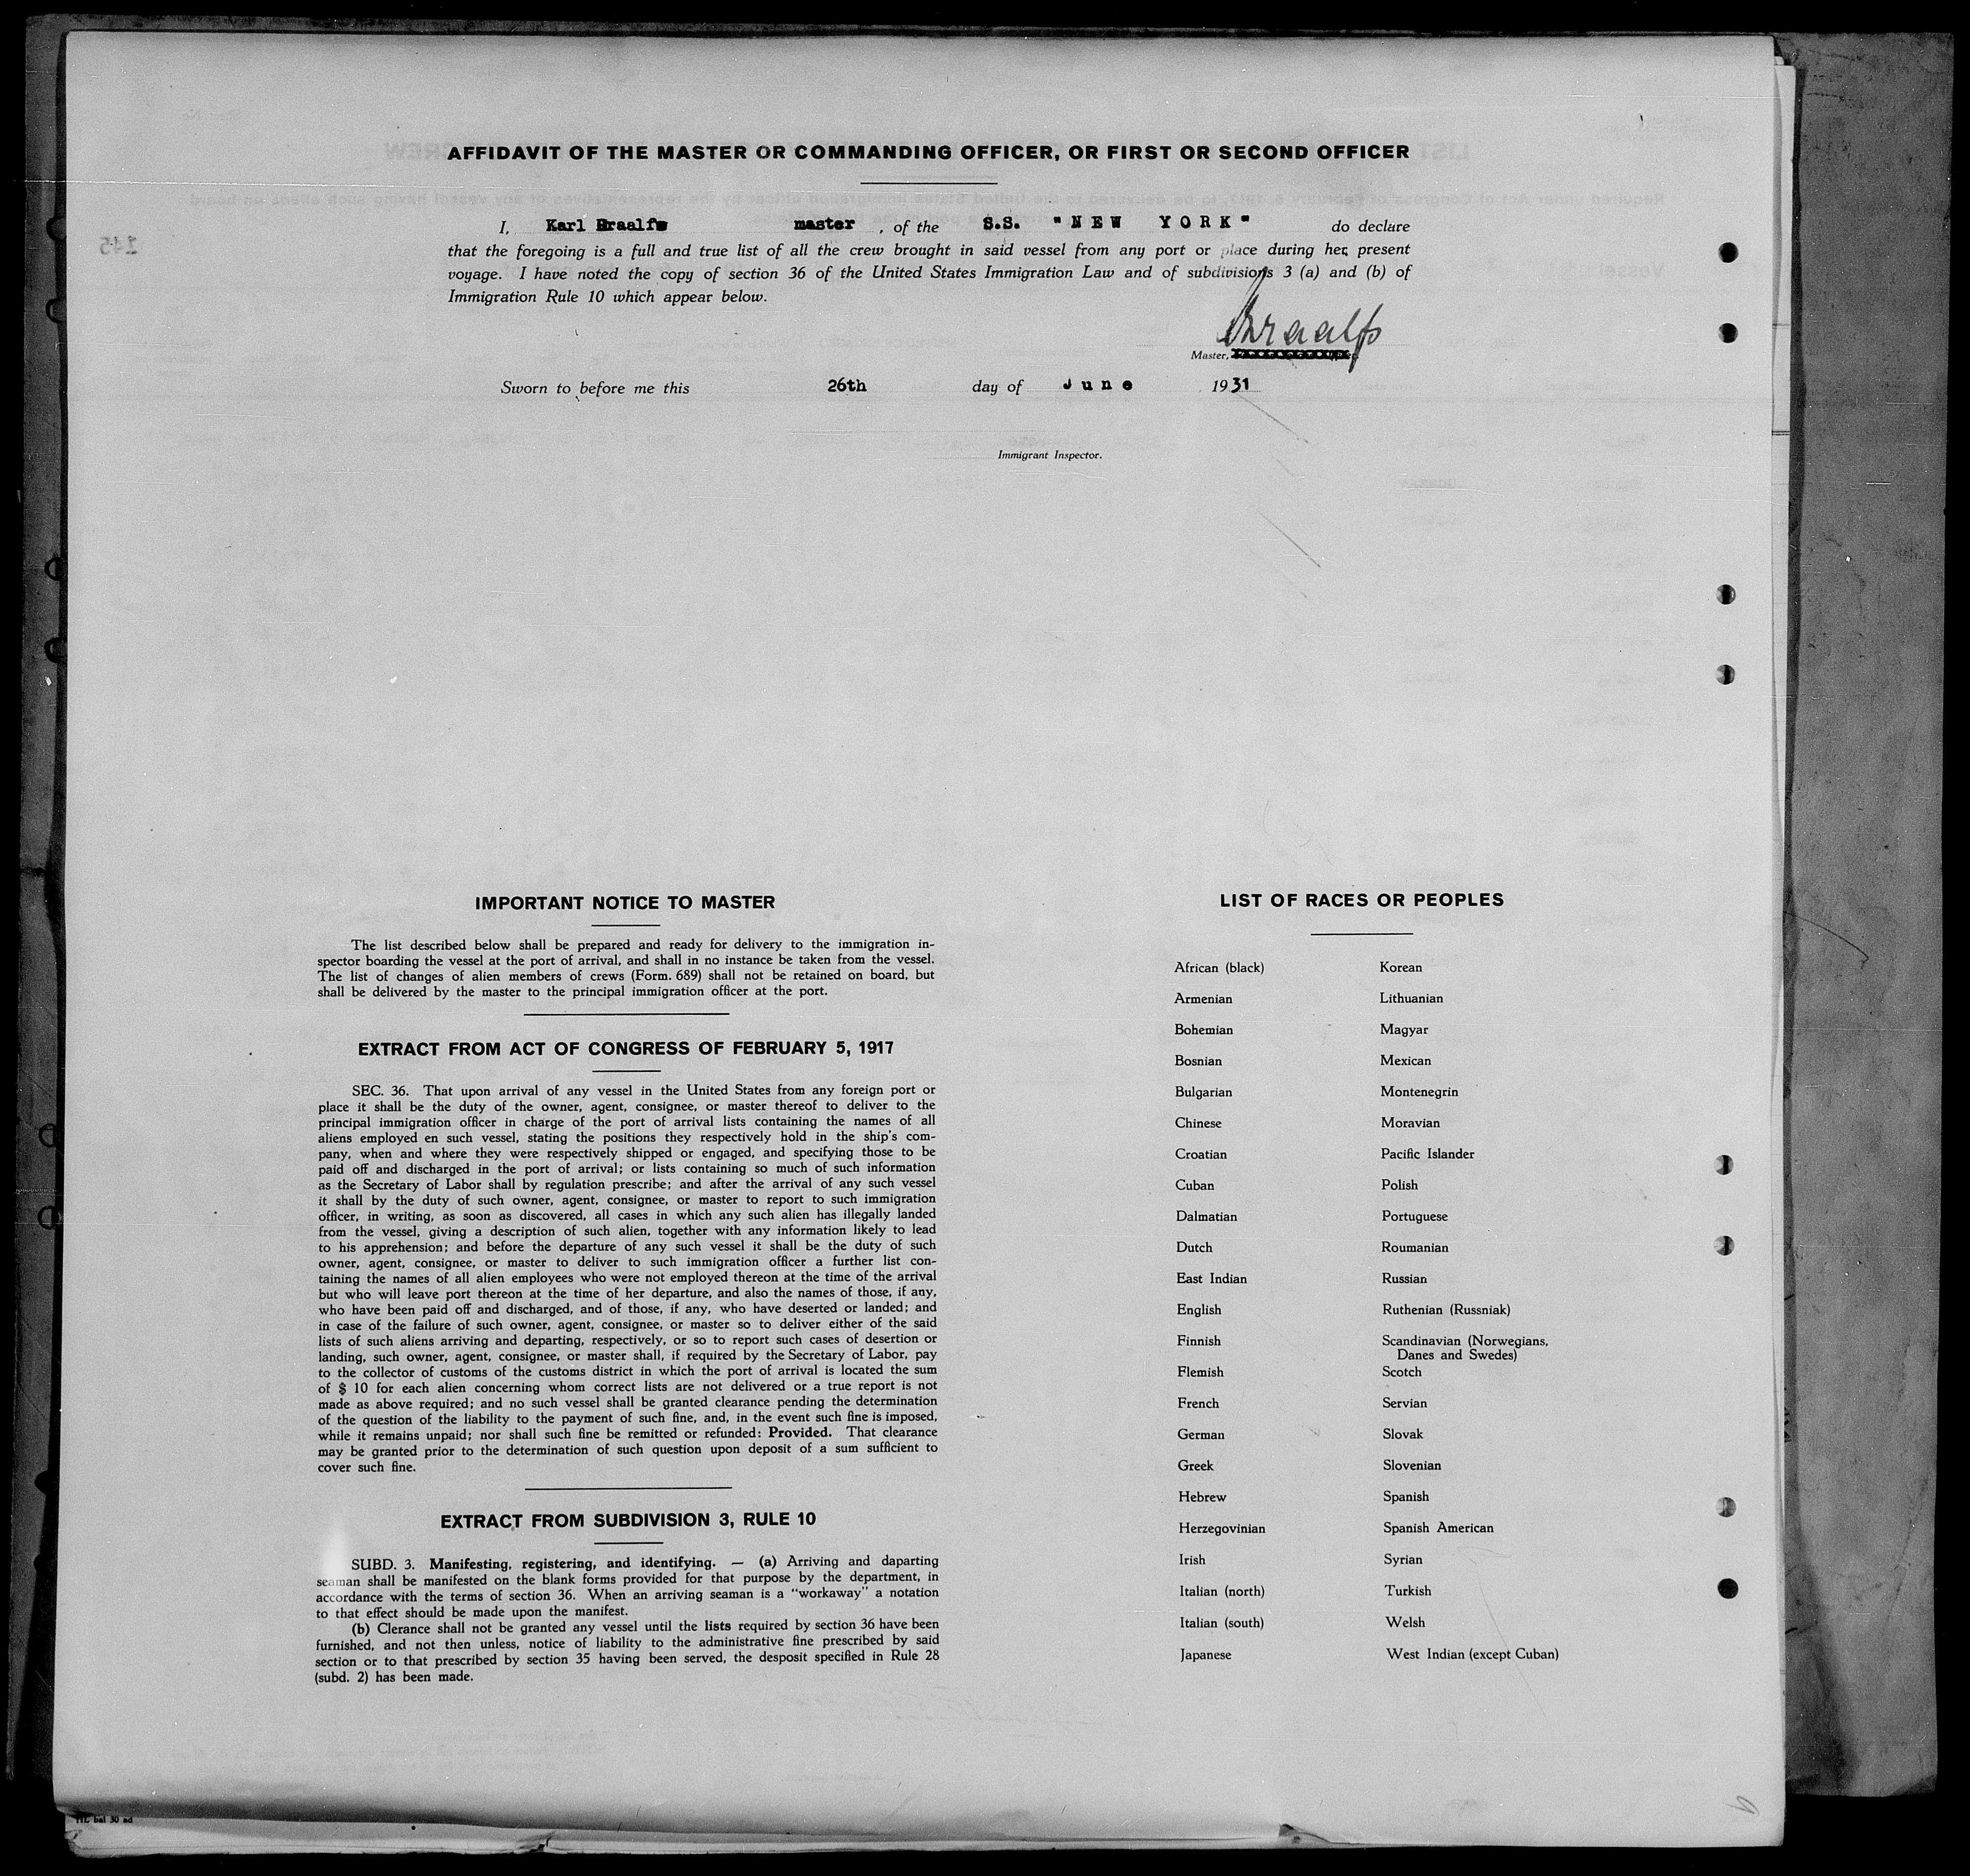 AFFIDAVIT OF THE MASTER OR COMMANDING OFFICER, OR FIRST OR SECOND OFFICER
I, Karl Graalfs master , of the S.S. "NEW YORK" do declare
that the foregoing is a full and true list of all the crew brought in said vessel from any port or place during her present
voyage. I have noted the copy of section 36 of the United States Immigration Law and of subdivisions 3 (a) and (b) of
Immigration Rule 10 which appear below.
Graalfs
Master,
Sworn to before me this 26th day of June 1931
Immigrant Inspector.
IMPORTANT NOTICE TO MASTER
The list described below shall be prepared and ready for delivery to the immigration in-
spector boarding the vessel at the port of arrival, and shall in no instance be taken from the vessel.
The list of changes of alien members of crews (Form. 689) shall not be retained on board, but
shall be delivered by the master to the principal immigration officer at the port.
EXTRACT FROM ACT OF CONGRESS OF FEBRUARY 5, 1917
SEC. 36. That upon arrival of any vessel in the United States from any foreign port or
place it shall be the duty of the owner, agent, consignee, or master thereof to deliver to the
principal immigration officer in charge of the port of arrival lists containing the names of all
aliens employed en such vessel, stating the positions they respectively hold in the ship's com-
pany, when and where they were respectively shipped or engaged, and specifying those to be
paid off and discharged in the port of arrival; or lists containing so much of such information
as the Secretary of Labor shall by regulation prescribe; and after the arrival of any such vessel
it shall by the duty of such owner, agent, consignee, or master to report to such immigration
officer, in writing, as soon as discovered, all cases in which any such alien has illegally landed
from the vessel, giving a description of such alien, together with any information likely to lead
to his apprehension; and before the departure of any such vessel it shall be the duty of such
owner, agent, consignee, or master to deliver to such immigration officer a further list con-
taining the names of all alien employees who were not employed thereon at the time of the arrival
but who will leave port thereon at the time of her departure, and also the names of those, if any,
who have been paid off and discharged, and of those, if any, who have deserted or landed; and
in case of the failure of such owner, agent, consignee, or master so to deliver either of the said
lists of such aliens arriving and departing, respectively, or so to report such cases of desertion or
landing, such owner, agent, consignee, or master shall, if required by the Secretary of Labor, pay
to the collector of customs of the customs district in which the port of arrival is located the sum
of $ 10 for each alien concerning whom correct lists are not delivered or a true report is not
made as above required; and no such vessel shall be granted clearance pending the determination
of the question of the liability to the payment of such fine, and, in the event such fine is imposed,
while it remains unpaid; nor shall such fine be remitted or refunded: Provided. That clearance
may be granted prior to the determination of such question upon deposit of a sum sufficient to
cover such fine.
EXTRACT FROM SUBDIVISION 3, RULE 10
SUBD. 3. Manifesting, registering, and identifying. — (a) Arriving and daparting
seaman shall be manifested on the blank forms provided for that purpose by the department, in
accordance with the terms of section 36. When an arriving seaman is a "workaway" a notation
to that effect should be made upon the manifest.
(b) Clerance shall not be granted any vessel until the lists required by section 36 have been
furnished, and not then unless, notice of liability to the administrative fine prescribed by said
section or to that prescribed by section 35 having been served, the desposit specified in Rule 28
(subd. 2) has been made.
LIST OF RACES OR PEOPLES
African (black)
Armenian
Bohemian
Bosnian
Bulgarian
Chinese
Croatian
Cuban
Dalmatian
Dutch
East Indian
English
Finnish
Flemish
French
German
Greek
Hebrew
Herzegovinian
Irish
Italian (north)
Italian (south)
Japanese
Korean
Lithuanian
Magyar
Mexican
Montenegrin
Moravian
Pacific Islander
Polish
Portuguese
Roumanian
Russian
Ruthenian (Russniak)
Scandinavian (Norwegians,
Danes and Swedes)
Scotch
Servian
Slovak
Slovenian
Spanish
Spanish American
Syrian
Turkish
Welsh
West Indian (except Cuban)